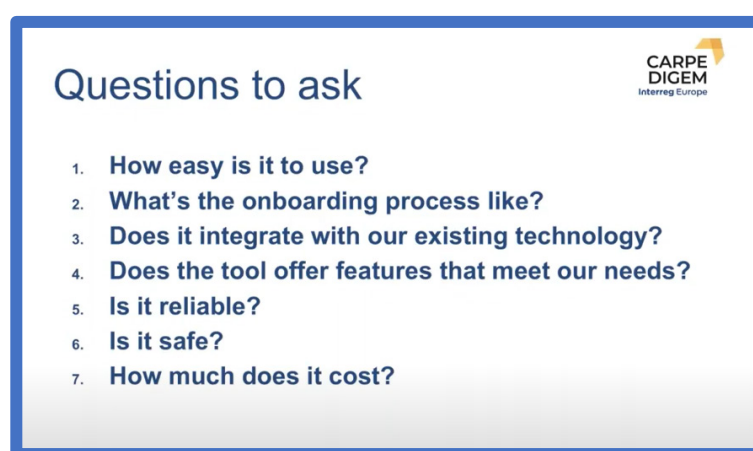 Questions to ask
CARPE
DIGEM
Interreg Europe
1. How easy is it to use?
2. What's the onboarding process like?
3. Does it integrate with our existing technology?
4. Does the tool offer features that meet our needs?
5. Is it reliable?
6. Is it safe?
7. How much does it cost?